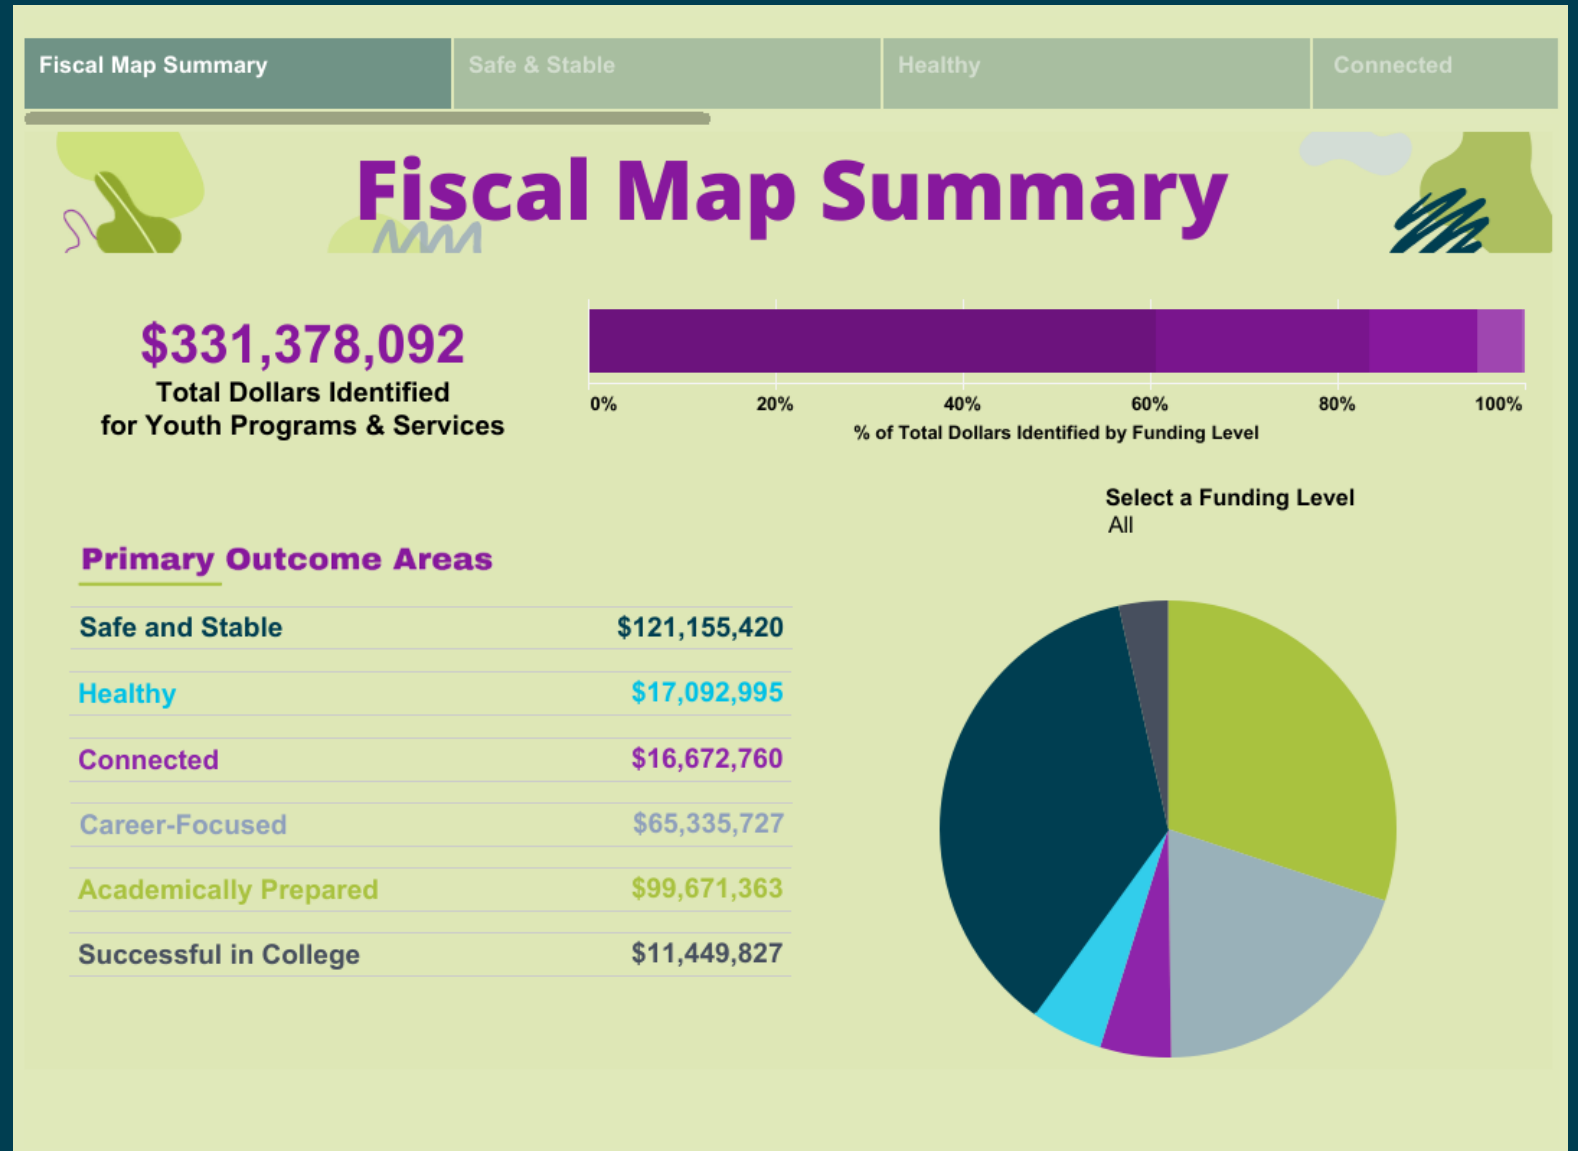 Fiscal Map Summary
Safe & Stable
Healthy
Connected
Fiscal Map Summary
$331,378,092
Total Dollars Identified
for Youth Programs & Services
0%
20%
40%
60%
80%
100%
% of Total Dollars Identified by Funding Level
Select a Funding Level
All
Primary Outcome Areas
Safe and Stable $121,155,420
Healthy $17,092,995
Connected $16,672,760
Career-Focused $65,335,727
Academically Prepared $99,671,363
Successful in College $11,449,827